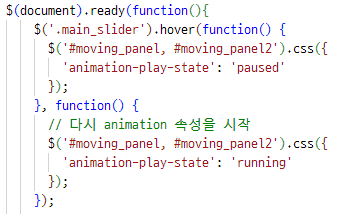 $(document).ready(function(){
    $('.main_slider').hover(function() {
      $('#moving_panel, #moving_panel2').css({
        'animation-play-state': 'paused'
      });
    }, function() {
      // 다시 animation 속성을 시작
      $('#moving_panel, #moving_panel2').css({
        'animation-play-state': 'running'
      });
    });